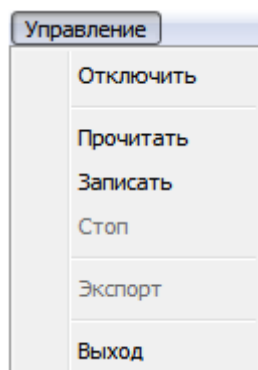 Управление
Отключить
Прочитать
Записать
Стоп
Экспорт
Выход